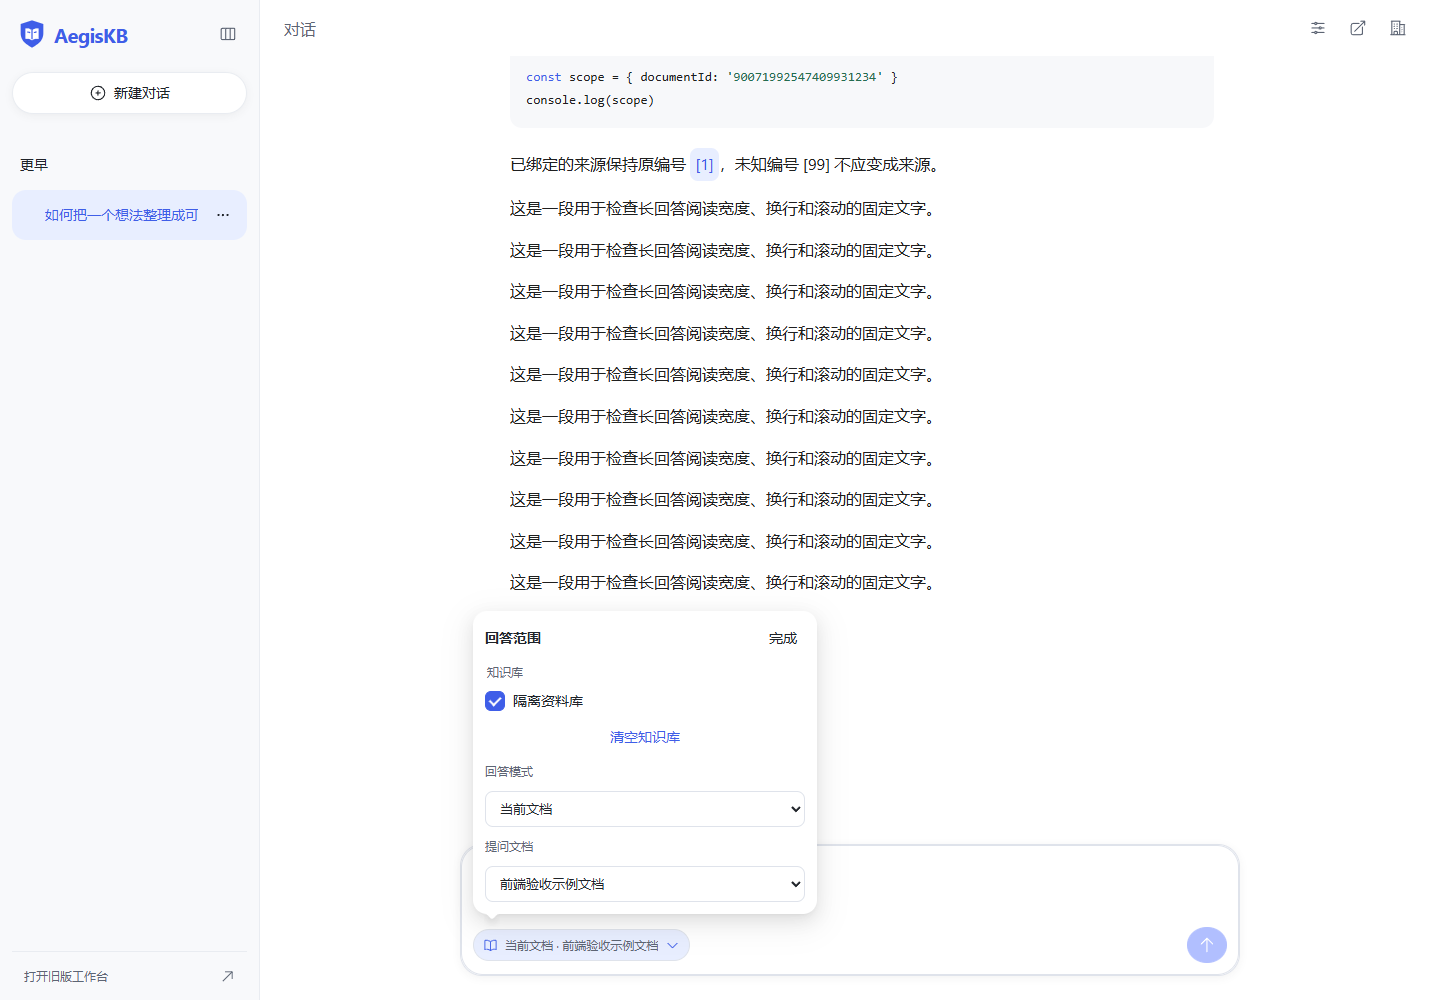 AegisKB
新建对话
更早
如何把一个想法整理成可
打开旧版工作台
对话
const scope = { documentId: '90071992547409931234' }
console.log(scope)
已绑定的来源保持原编号 [1]，未知编号 [99] 不应变成来源。
这是一段用于检查长回答阅读宽度、换行和滚动的固定文字。
这是一段用于检查长回答阅读宽度、换行和滚动的固定文字。
这是一段用于检查长回答阅读宽度、换行和滚动的固定文字。
这是一段用于检查长回答阅读宽度、换行和滚动的固定文字。
这是一段用于检查长回答阅读宽度、换行和滚动的固定文字。
这是一段用于检查长回答阅读宽度、换行和滚动的固定文字。
这是一段用于检查长回答阅读宽度、换行和滚动的固定文字。
这是一段用于检查长回答阅读宽度、换行和滚动的固定文字。
这是一段用于检查长回答阅读宽度、换行和滚动的固定文字。
这是一段用于检查长回答阅读宽度、换行和滚动的固定文字。
回答范围 完成
知识库
隔离资料库
清空知识库
回答模式
当前文档
提问文档
前端验收示例文档
当前文档 · 前端验收示例文档